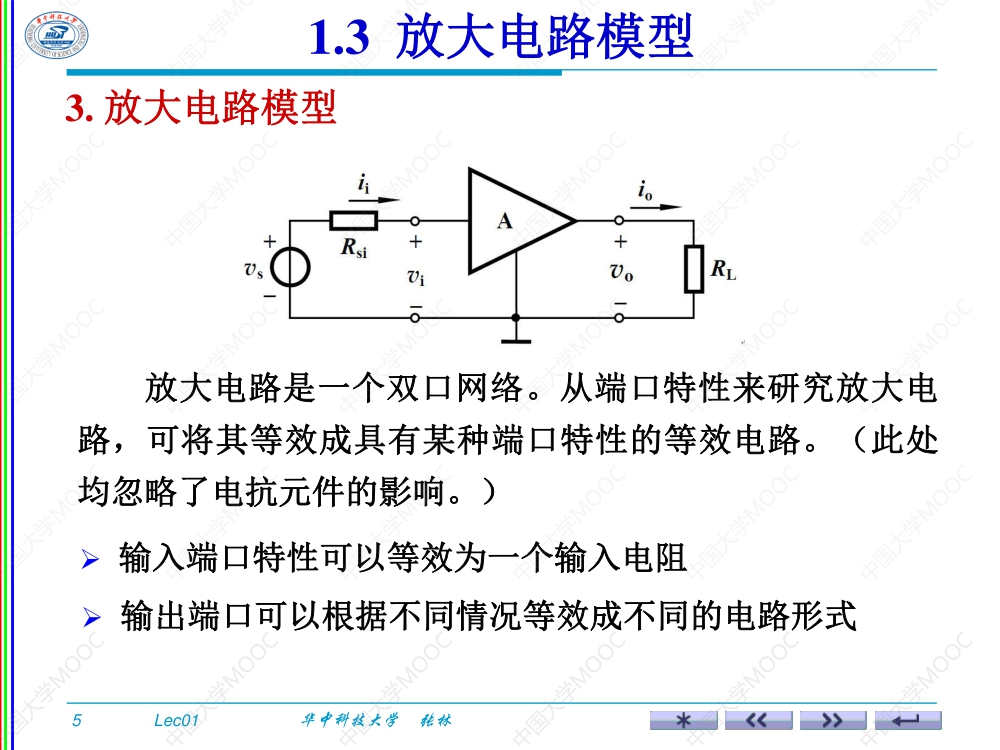 1.3 放大电路模型
3. 放大电路模型
i_i
i_o
A
+
R_si
+
+
v_s
v_i
v_o
R_L
−
−
−
放大电路是一个双口网络。从端口特性来研究放大电
路，可将其等效成具有某种端口特性的等效电路。（此处
均忽略了电抗元件的影响。）
➢ 输入端口特性可以等效为一个输入电阻
➢ 输出端口可以根据不同情况等效成不同的电路形式
5 Lec01 华中科技大学 张林
中国大学MOOC